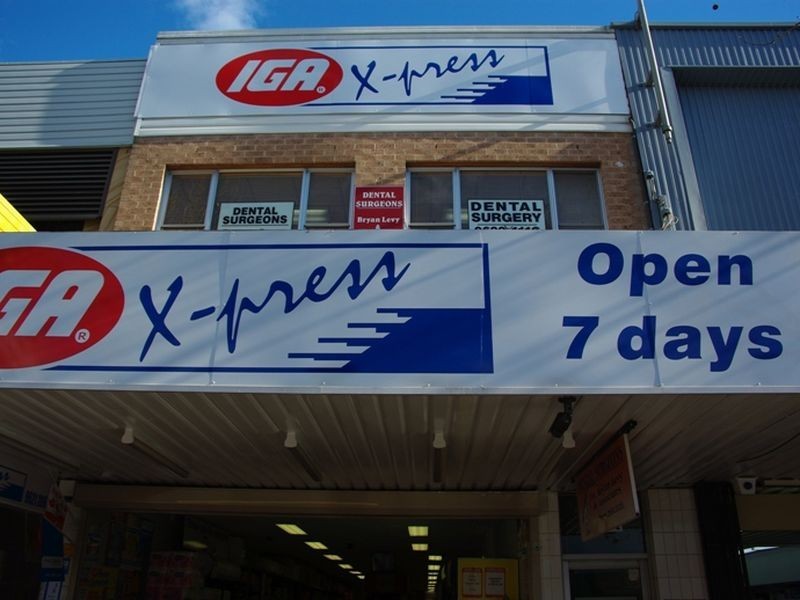 IGA ® X-press
DENTAL
SURGEONS
DENTAL
SURGEONS
Bryan Levy
DENTAL
SURGERY
GA ® X-press
Open
7 days